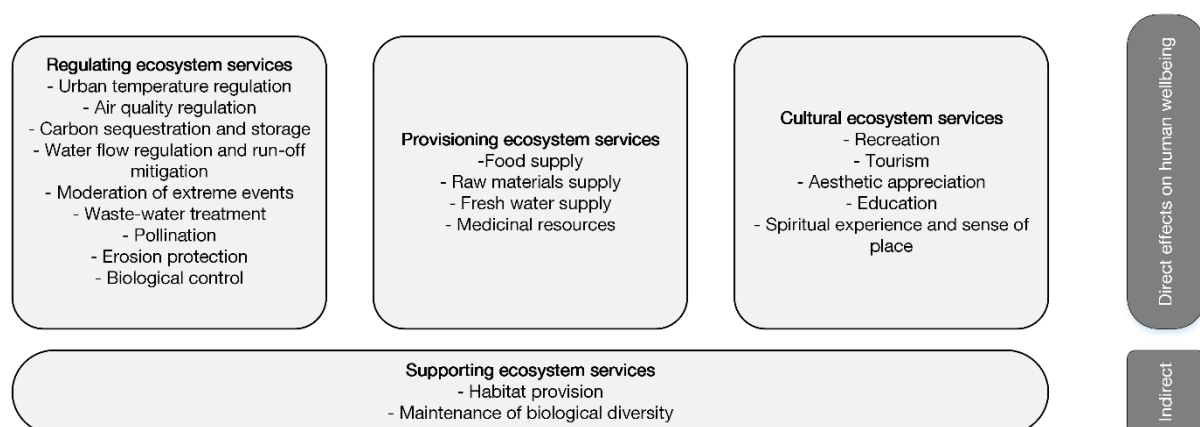 Regulating ecosystem services
- Urban temperature regulation
- Air quality regulation
- Carbon sequestration and storage
- Water flow regulation and run-off
mitigation
- Moderation of extreme events
- Waste-water treatment
- Pollination
- Erosion protection
- Biological control
Provisioning ecosystem services
-Food supply
- Raw materials supply
- Fresh water supply
- Medicinal resources
Cultural ecosystem services
- Recreation
- Tourism
- Aesthetic appreciation
- Education
- Spiritual experience and sense of
place
Direct effects on human wellbeing
Supporting ecosystem services
- Habitat provision
- Maintenance of biological diversity
Indirect